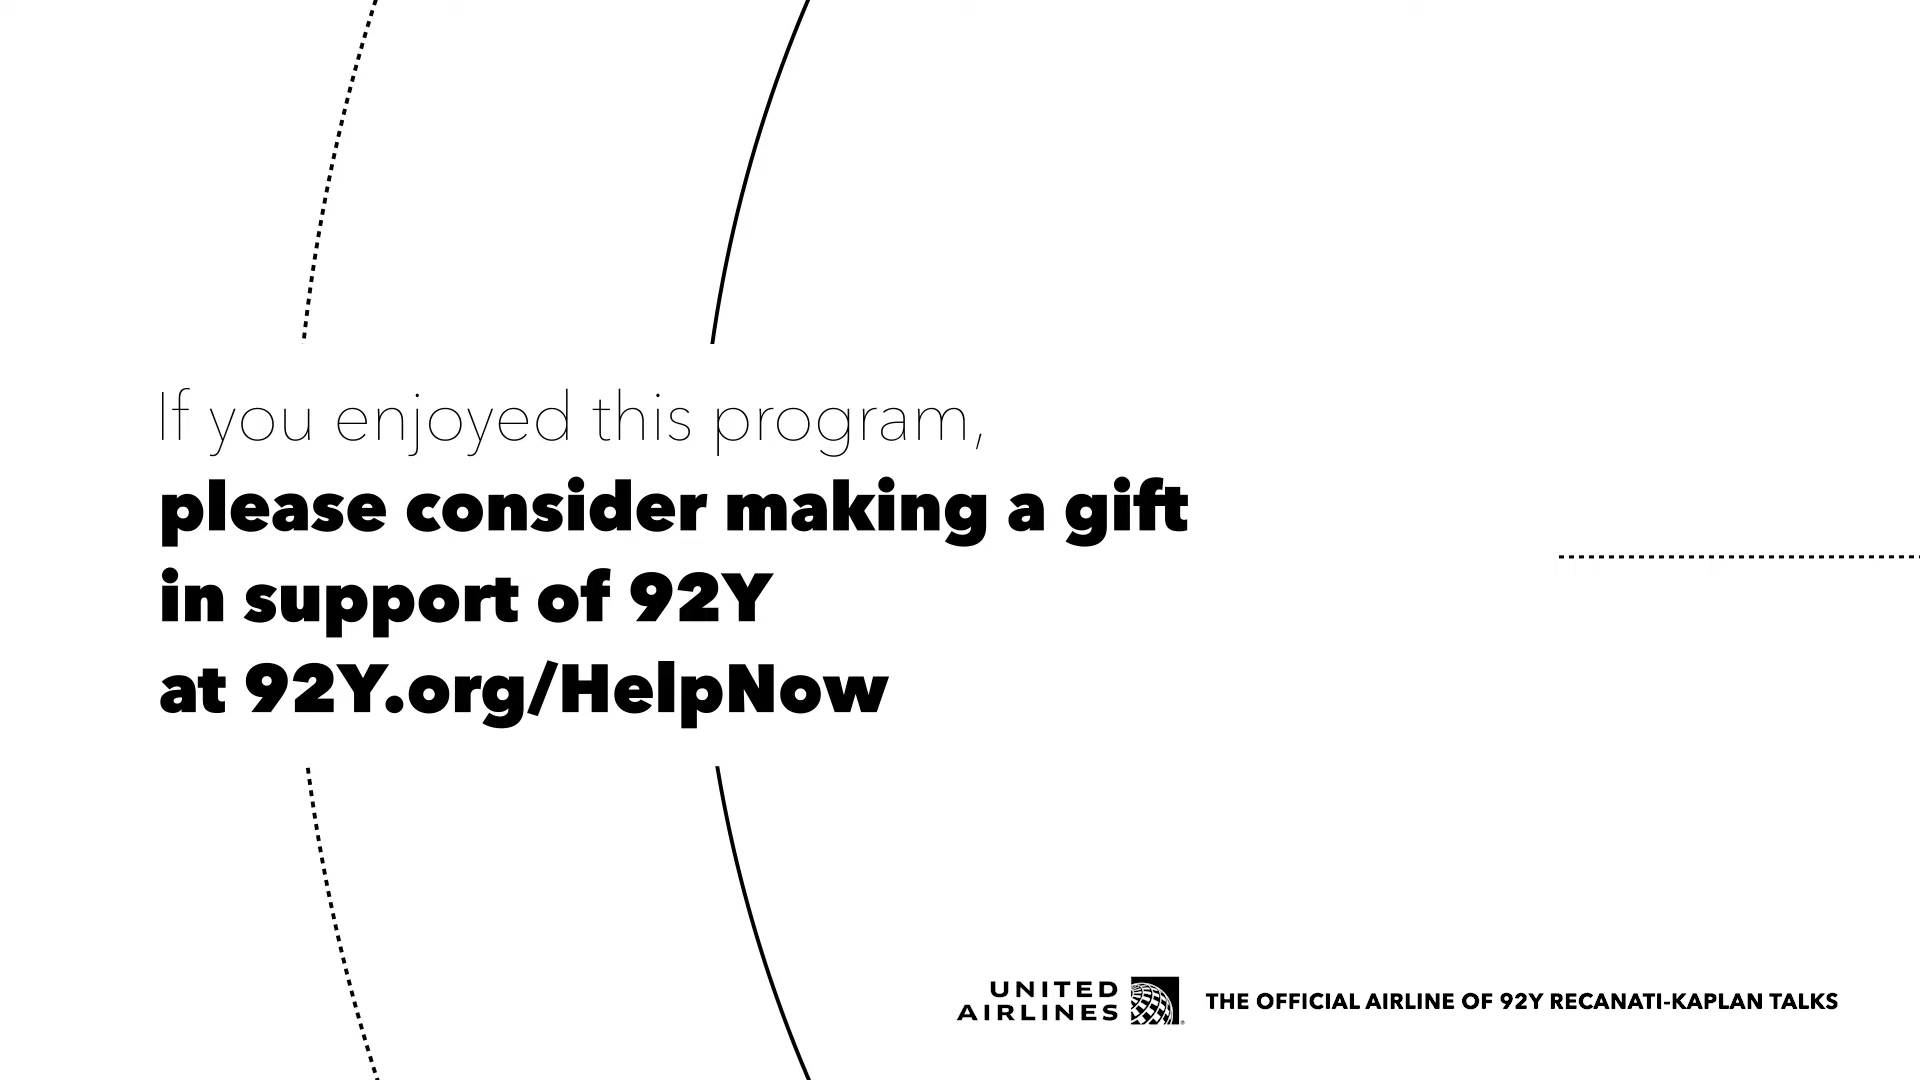 If you enjoyed this program,
please consider making a gift
in support of 92Y
at 92Y.org/HelpNow
UNITED
AIRLINES
THE OFFICIAL AIRLINE OF 92Y RECANATI-KAPLAN TALKS